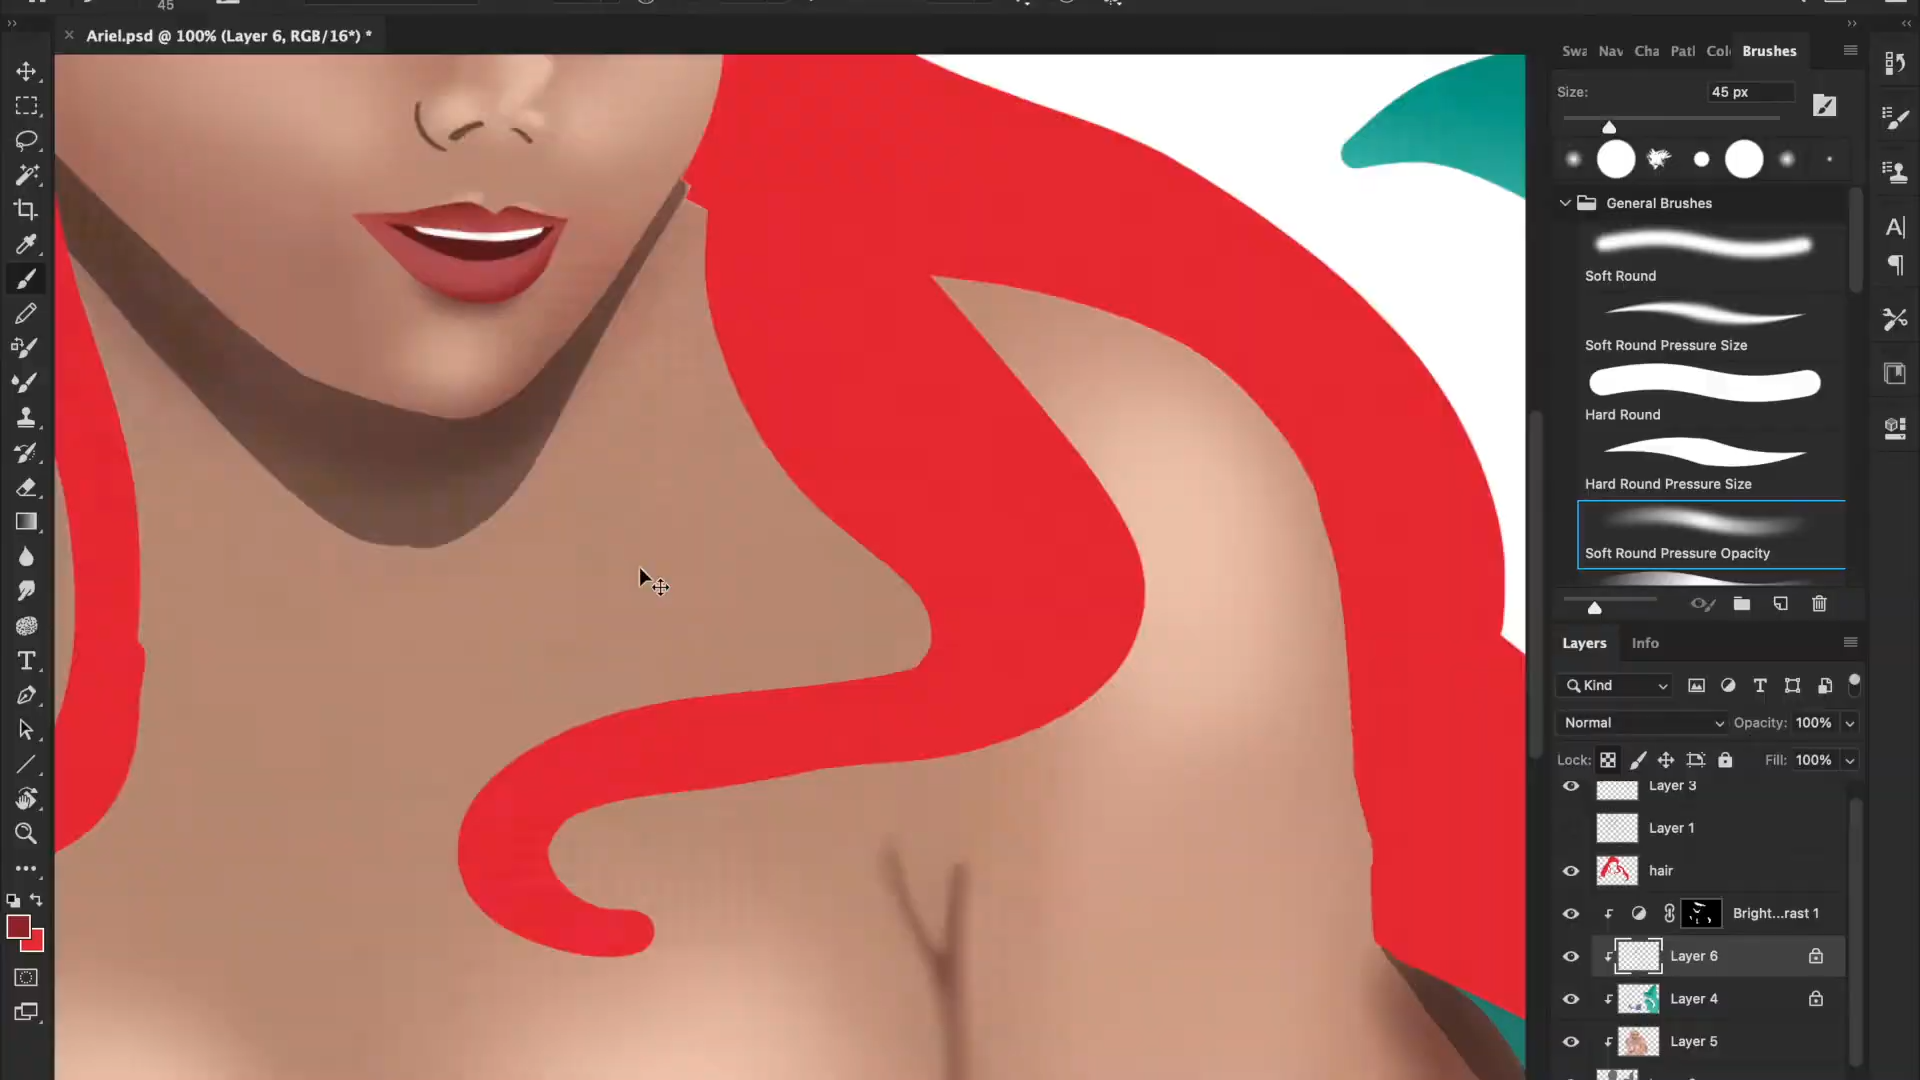 45
Ariel.psd @ 100% (Layer 6, RGB/16*) *
Swa Nav Cha Patl Col Brushes
Size: 45 px
General Brushes
Soft Round
Soft Round Pressure Size
Hard Round
Hard Round Pressure Size
Soft Round Pressure Opacity
Layers Info
Kind
Normal Opacity: 100%
Lock: Fill: 100%
Layer 3
Layer 1
hair
Bright...rast 1
Layer 6
Layer 4
Layer 5